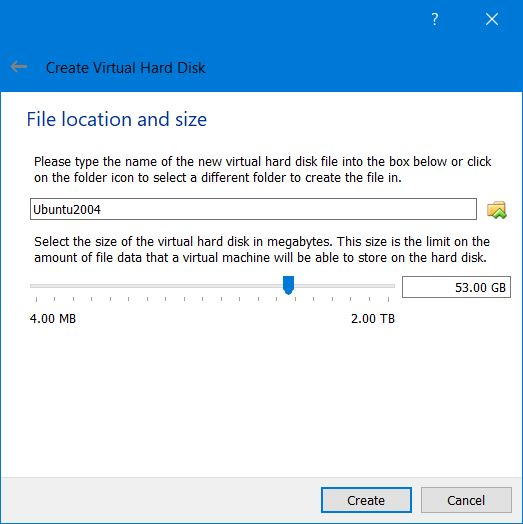 ?
Create Virtual Hard Disk
File location and size
Please type the name of the new virtual hard disk file into the box below or click
on the folder icon to select a different folder to create the file in.
Ubuntu2004
Select the size of the virtual hard disk in megabytes. This size is the limit on the
amount of file data that a virtual machine will be able to store on the hard disk.
53.00 GB
4.00 MB 2.00 TB
Create Cancel